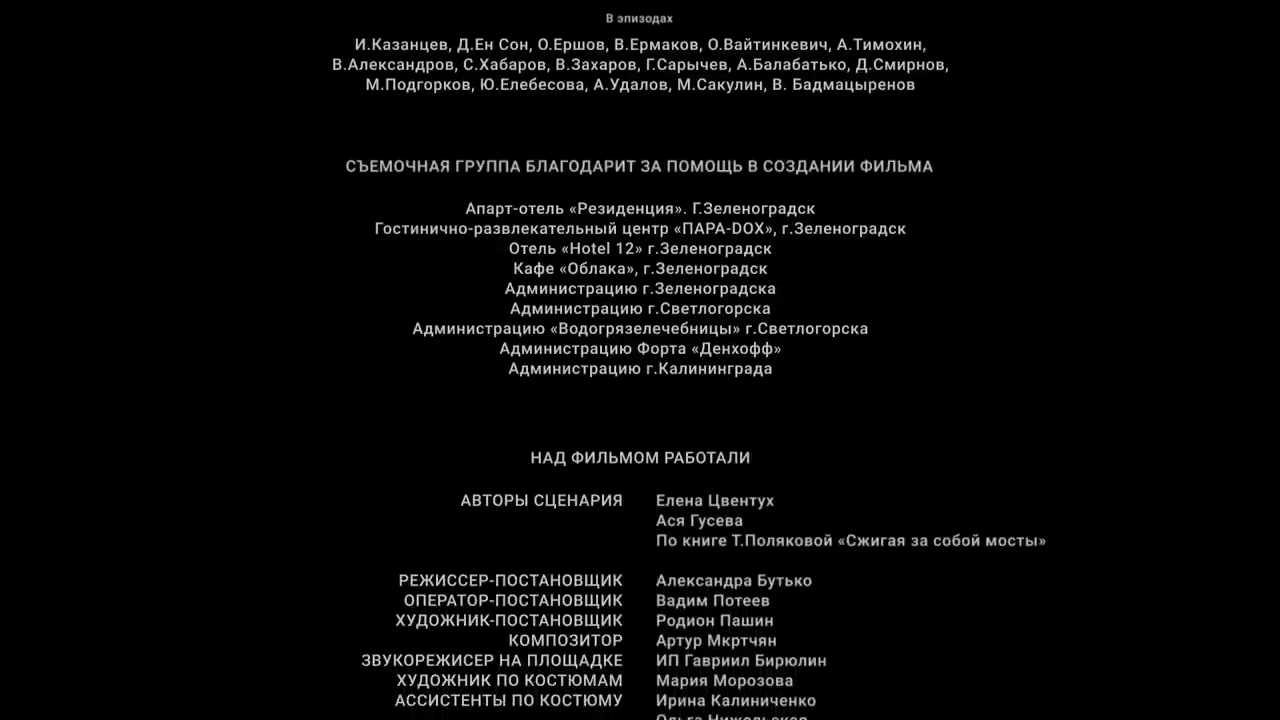 В эпизодах
И.Казанцев, Д.Ен Сон, О.Ершов, В.Ермаков, О.Вайтинкевич, А.Тимохин,
В.Александров, С.Хабаров, В.Захаров, Г.Сарычев, А.Балабатько, Д.Смирнов,
М.Подгорков, Ю.Елебесова, А.Удалов, М.Сакулин, В. Бадмацыренов
СЪЕМОЧНАЯ ГРУППА БЛАГОДАРИТ ЗА ПОМОЩЬ В СОЗДАНИИ ФИЛЬМА
Апарт-отель «Резиденция». Г.Зеленоградск
Гостинично-развлекательный центр «ПАРА-DOX», г.Зеленоградск
Отель «Hotel 12» г.Зеленоградск
Кафе «Облака», г.Зеленоградск
Администрацию г.Зеленоградска
Администрацию г.Светлогорска
Администрацию «Водогрязелечебницы» г.Светлогорска
Администрацию Форта «Денхофф»
Администрацию г.Калининграда
НАД ФИЛЬМОМ РАБОТАЛИ
АВТОРЫ СЦЕНАРИЯ Елена Цвентух
Ася Гусева
По книге Т.Поляковой «Сжигая за собой мосты»
РЕЖИССЕР-ПОСТАНОВЩИК Александра Бутько
ОПЕРАТОР-ПОСТАНОВЩИК Вадим Потеев
ХУДОЖНИК-ПОСТАНОВЩИК Родион Пашин
КОМПОЗИТОР Артур Мкртчян
ЗВУКОРЕЖИСЕР НА ПЛОЩАДКЕ ИП Гавриил Бирюлин
ХУДОЖНИК ПО КОСТЮМАМ Мария Морозова
АССИСТЕНТЫ ПО КОСТЮМУ Ирина Калиниченко
Ольга